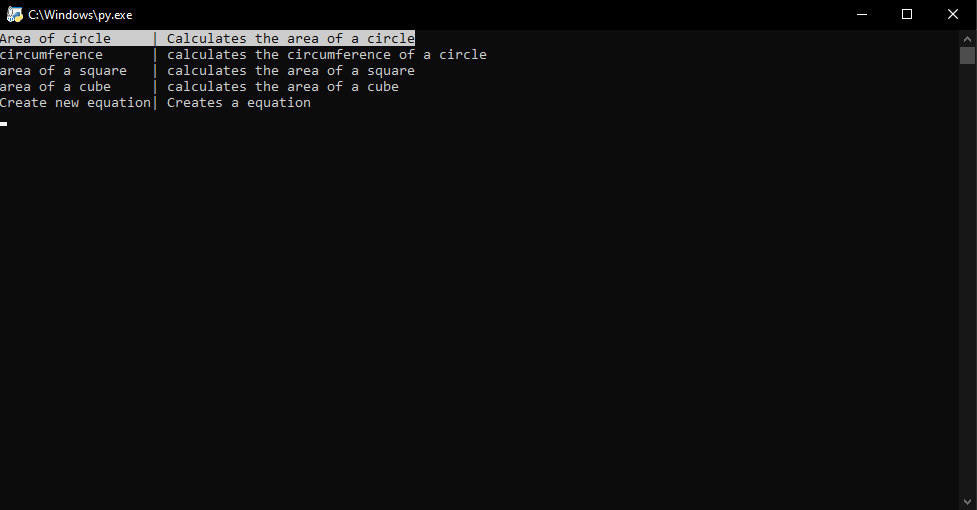 C:\Windows\py.exe
Area of circle | Calculates the area of a circle
circumference | calculates the circumference of a circle
area of a square | calculates the area of a square
area of a cube | calculates the area of a cube
Create new equation| Creates a equation